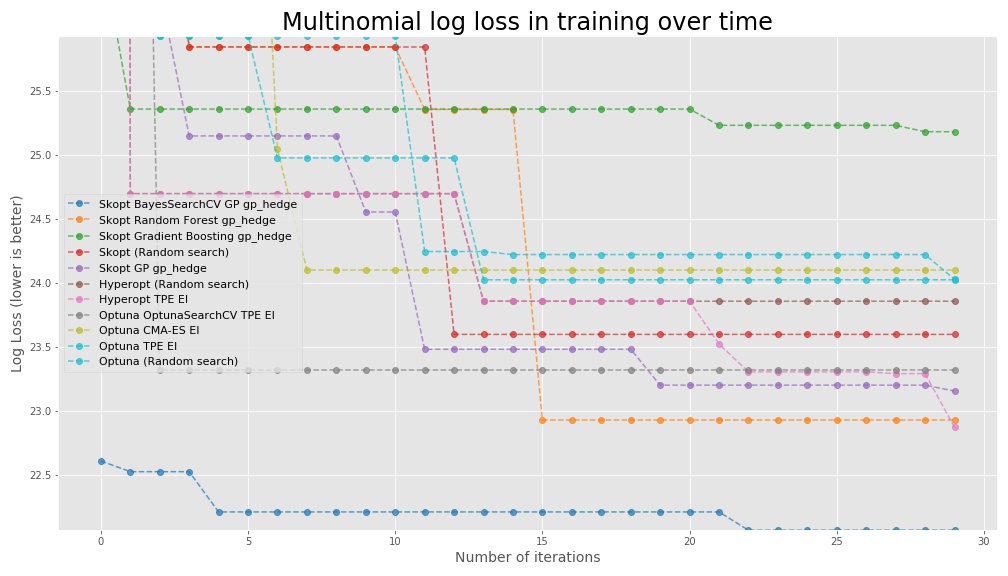 Multinomial log loss in training over time
Log Loss (lower is better)
25.5
25.0
24.5
24.0
23.5
23.0
22.5
Skopt BayesSearchCV GP gp_hedge
Skopt Random Forest gp_hedge
Skopt Gradient Boosting gp_hedge
Skopt (Random search)
Skopt GP gp_hedge
Hyperopt (Random search)
Hyperopt TPE EI
Optuna OptunaSearchCV TPE EI
Optuna CMA-ES EI
Optuna TPE EI
Optuna (Random search)
0 5 10 15 20 25 30
Number of iterations